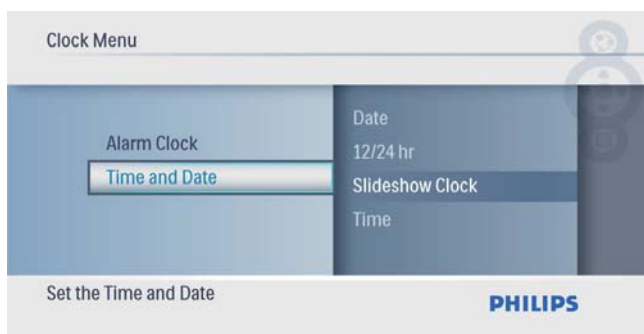 Clock Menu
Alarm Clock
Time and Date
Date
12/24 hr
Slideshow Clock
Time
Set the Time and Date
PHILIPS